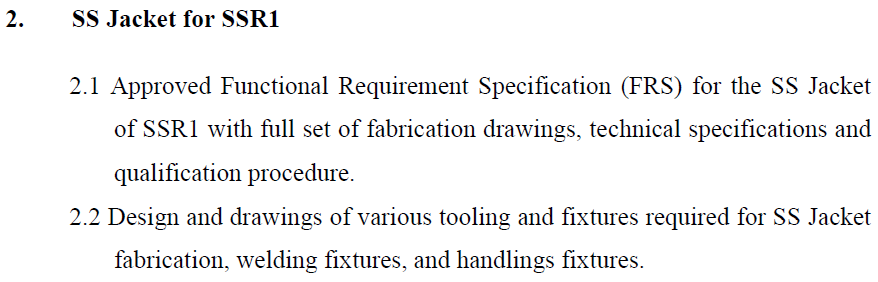 2. SS Jacket for SSR1
2.1 Approved Functional Requirement Specification (FRS) for the SS Jacket
of SSR1 with full set of fabrication drawings, technical specifications and
qualification procedure.
2.2 Design and drawings of various tooling and fixtures required for SS Jacket
fabrication, welding fixtures, and handlings fixtures.